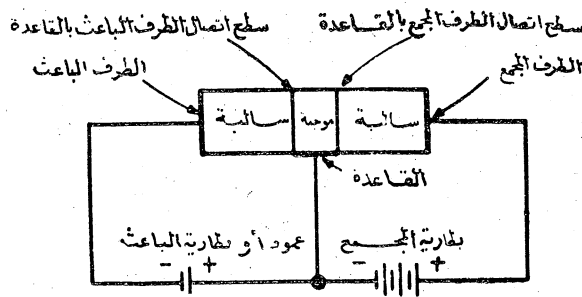 سطح اتصال الطرف المجمع بالقاعدة
سطح اتصال الطرف الباعث بالقاعدة
الطرف المجمع
الطرف الباعث
سالبة
موجبة
سالبة
القاعدة
بطارية المجمع
عمود أو بطارية الباعث
- +
- +